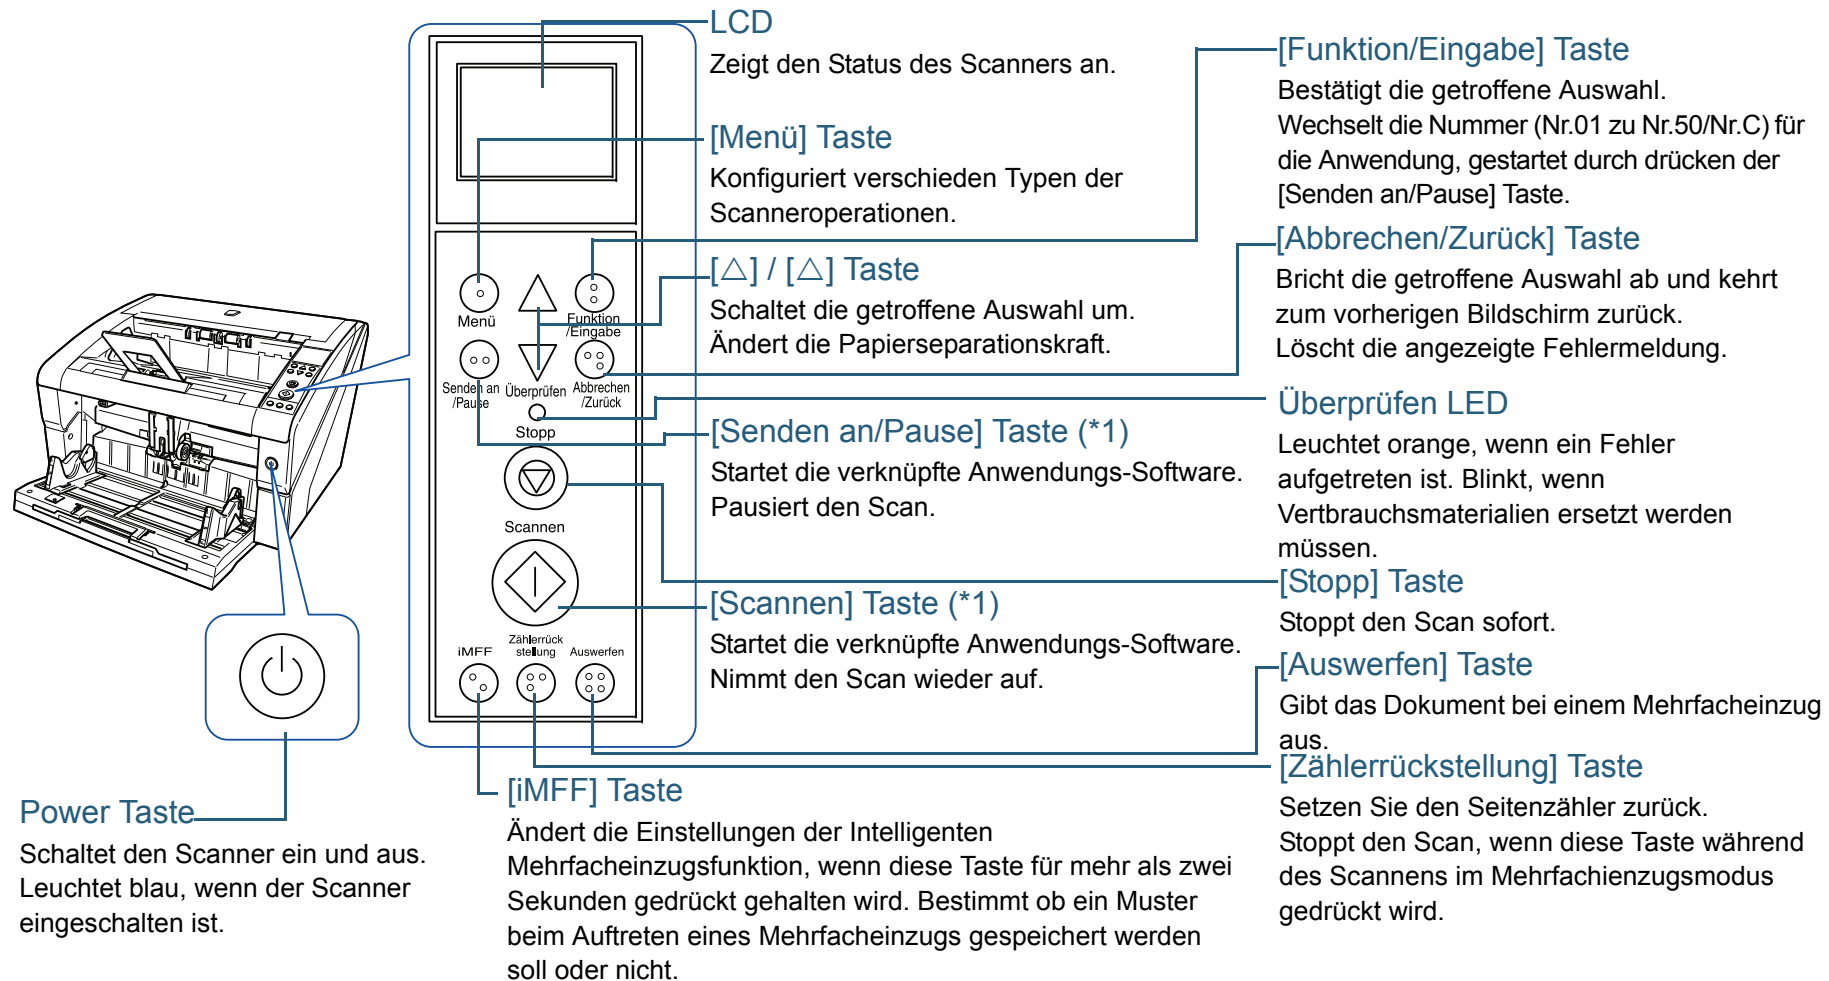 LCD
Zeigt den Status des Scanners an.
[Menü] Taste
Konfiguriert verschieden Typen der
Scanneroperationen.
[△] / [△] Taste
Schaltet die getroffene Auswahl um.
Ändert die Papierseparationskraft.
[Senden an/Pause] Taste (*1)
Startet die verknüpfte Anwendungs-Software.
Pausiert den Scan.
[Scannen] Taste (*1)
Startet die verknüpfte Anwendungs-Software.
Nimmt den Scan wieder auf.
[Funktion/Eingabe] Taste
Bestätigt die getroffene Auswahl.
Wechselt die Nummer (Nr.01 zu Nr.50/Nr.C) für
die Anwendung, gestartet durch drücken der
[Senden an/Pause] Taste.
[Abbrechen/Zurück] Taste
Bricht die getroffene Auswahl ab und kehrt
zum vorherigen Bildschirm zurück.
Löscht die angezeigte Fehlermeldung.
Überprüfen LED
Leuchtet orange, wenn ein Fehler
aufgetreten ist. Blinkt, wenn
Vertbrauchsmaterialien ersetzt werden
müssen.
[Stopp] Taste
Stoppt den Scan sofort.
[Auswerfen] Taste
Gibt das Dokument bei einem Mehrfacheinzug
aus.
[Zählerrückstellung] Taste
Setzen Sie den Seitenzähler zurück.
Stoppt den Scan, wenn diese Taste während
des Scannens im Mehrfachienzugsmodus
gedrückt wird.
Menü
Funktion
/Eingabe
Senden an
/Pause
Überprüfen
Abbrechen
/Zurück
Stopp
Scannen
iMFF
Zählerrück
stellung
Auswerfen
Power Taste
Schaltet den Scanner ein und aus.
Leuchtet blau, wenn der Scanner
eingeschalten ist.
[iMFF] Taste
Ändert die Einstellungen der Intelligenten
Mehrfacheinzugsfunktion, wenn diese Taste für mehr als zwei
Sekunden gedrückt gehalten wird. Bestimmt ob ein Muster
beim Auftreten eines Mehrfacheinzugs gespeichert werden
soll oder nicht.